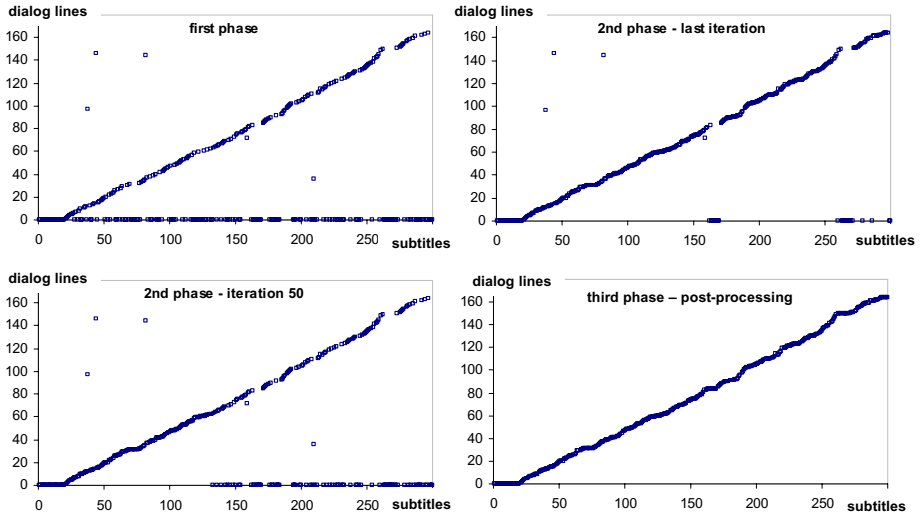 dialog lines
first phase
160
140
120
100
80
60
40
20
0
0 50 100 150 200 250
subtitles
dialog lines
2nd phase - last iteration
160
140
120
100
80
60
40
20
0
0 50 100 150 200 250
subtitles
dialog lines
2nd phase - iteration 50
160
140
120
100
80
60
40
20
0
0 50 100 150 200 250
subtitles
dialog lines
third phase – post-processing
160
140
120
100
80
60
40
20
0
0 50 100 150 200 250
subtitles